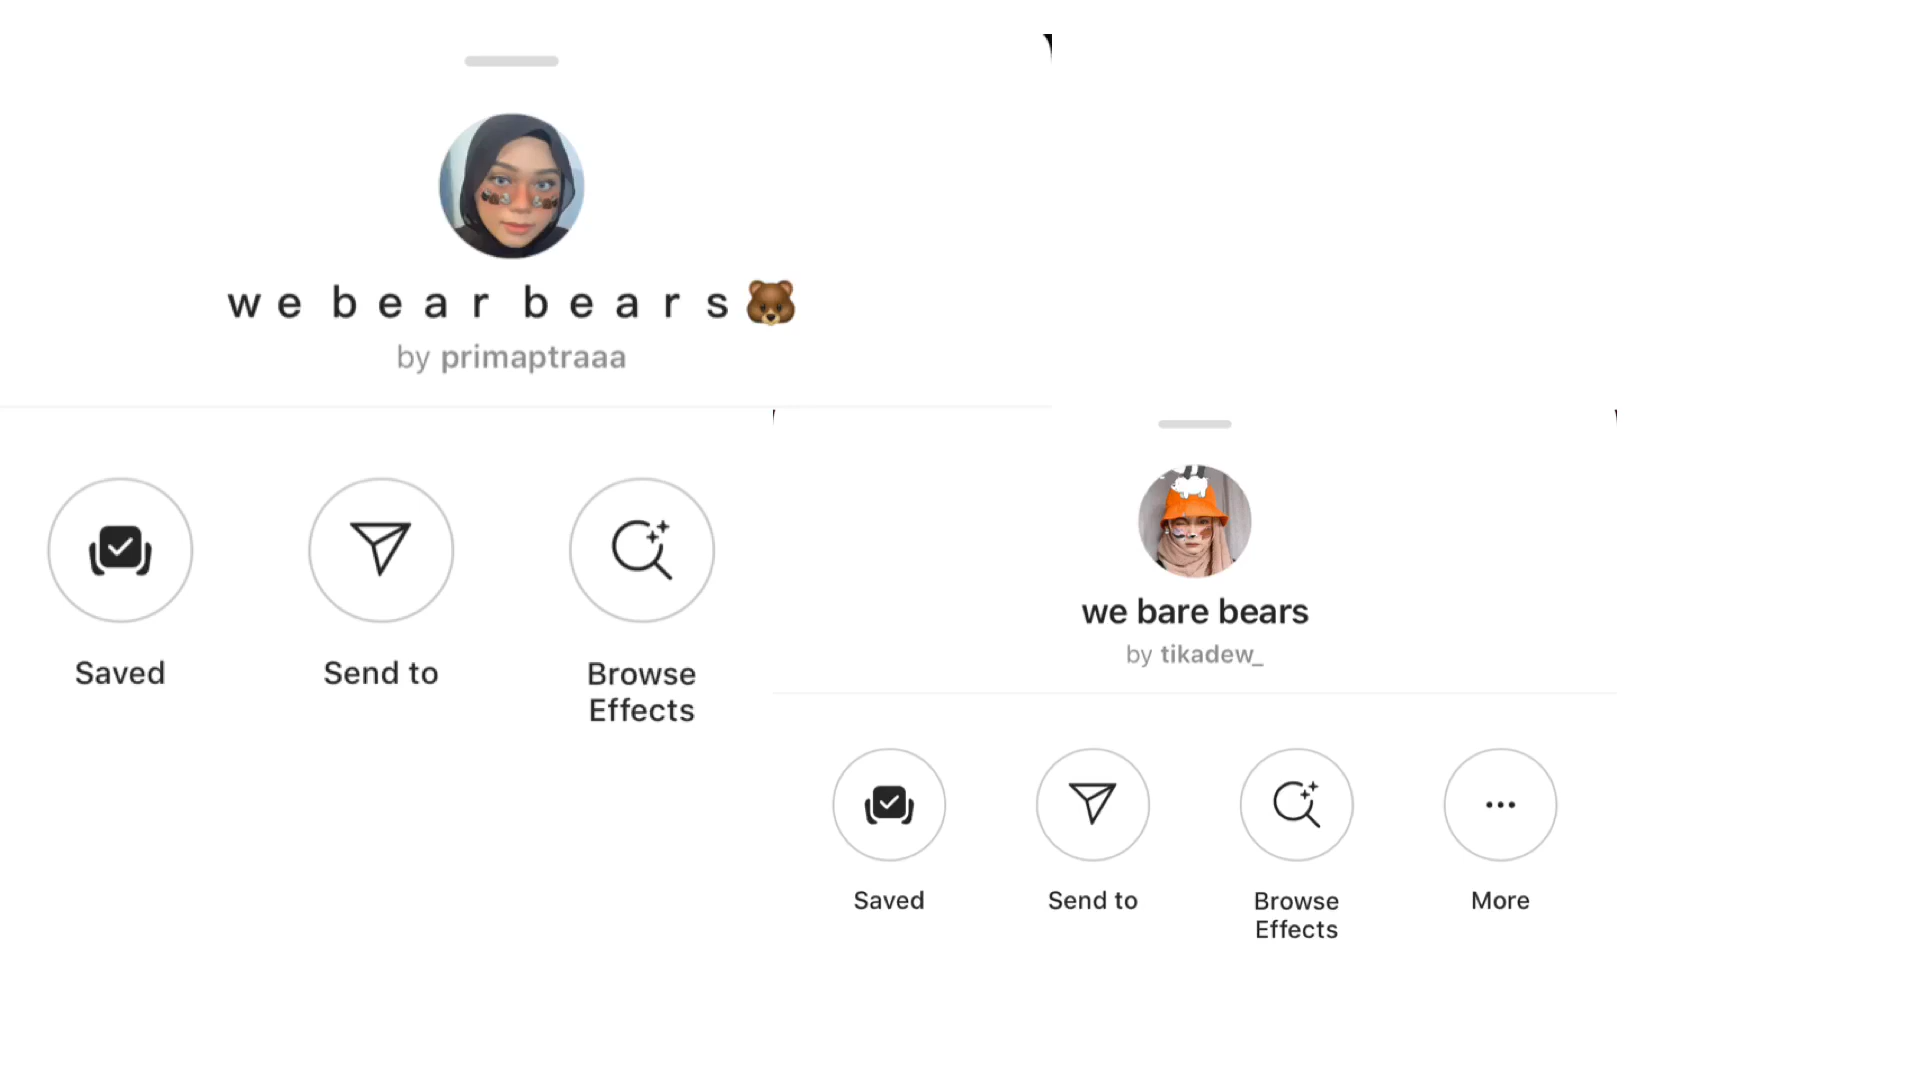 w e b e a r b e a r s🐻
by primaptraaa
Saved
Send to
Browse
Effects
we bare bears
by tikadew_
Saved
Send to
Browse
Effects
More